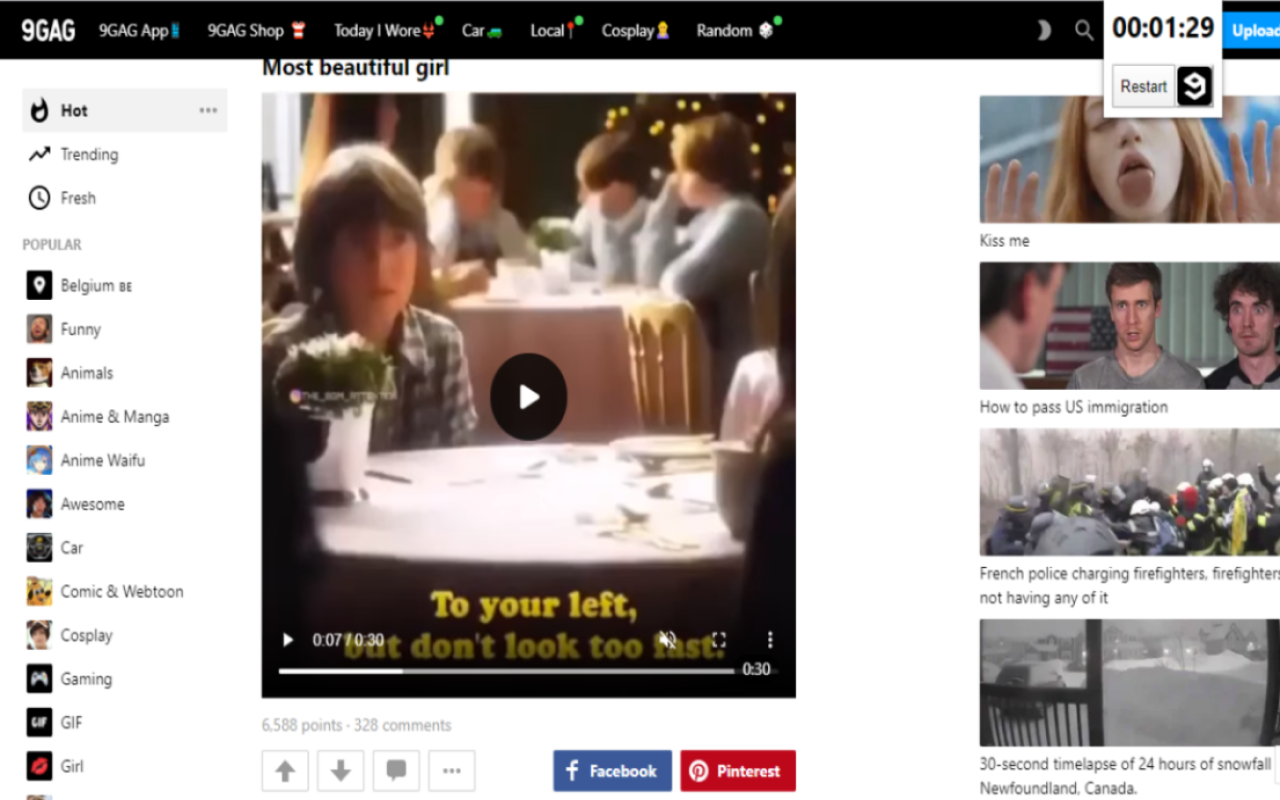 9GAG
9GAG App
9GAG Shop
Today I Wore
Car
Local
Cosplay
Random
00:01:29
Upload
Restart
Most beautiful girl
Hot
Trending
Fresh
POPULAR
Belgium BE
Funny
Animals
Anime & Manga
Anime Waifu
Awesome
Car
Comic & Webtoon
Cosplay
Gaming
GIF
GIF
Girl
To your left,
but don't look too fast.
0:07 / 0:30
0:30
6,588 points · 328 comments
Facebook
Pinterest
Kiss me
How to pass US immigration
French police charging firefighters, firefighters
not having any of it
30-second timelapse of 24 hours of snowfall
Newfoundland, Canada.